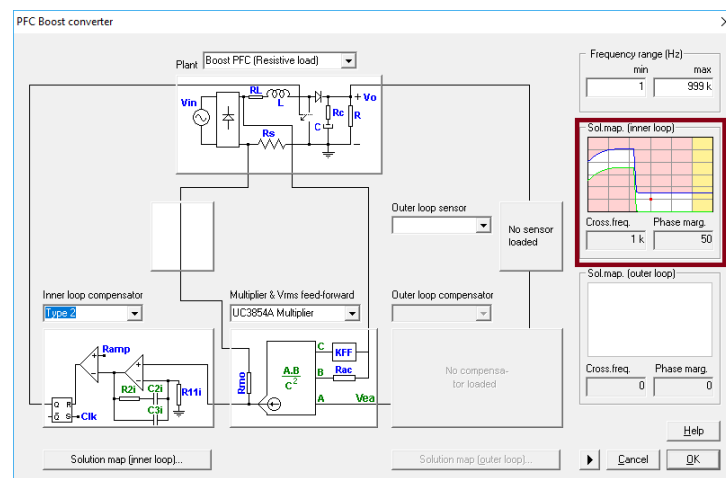 PFC Boost converter
Plant Boost PFC (Resistive load)
RL
L
Vin
+ Vo
Rc
R
C
Rs
−
Frequency range (Hz)
min max
1 999 k
Sol.map. (inner loop)
Cross.freq. Phase marg.
1 k 50
Outer loop sensor
No sensor
loaded
Sol.map. (outer loop)
Cross.freq. Phase marg.
0 0
Inner loop compensator
Type 2
Multiplier & Vrms feed-forward
UC3854A Multiplier
Outer loop compensator
Ramp
R2i C2i
C3i
R11i
Q R
Q S Clk
Rmo
A.B
C²
C KFF
B Rac
A Vea
No compensa-
tor loaded
Solution map (inner loop)...
Solution map (outer loop)...
Help
Cancel
OK